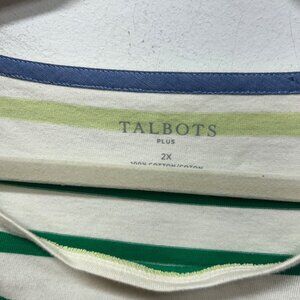 TALBOTS
PLUS
2X
100% COTTON/COTON